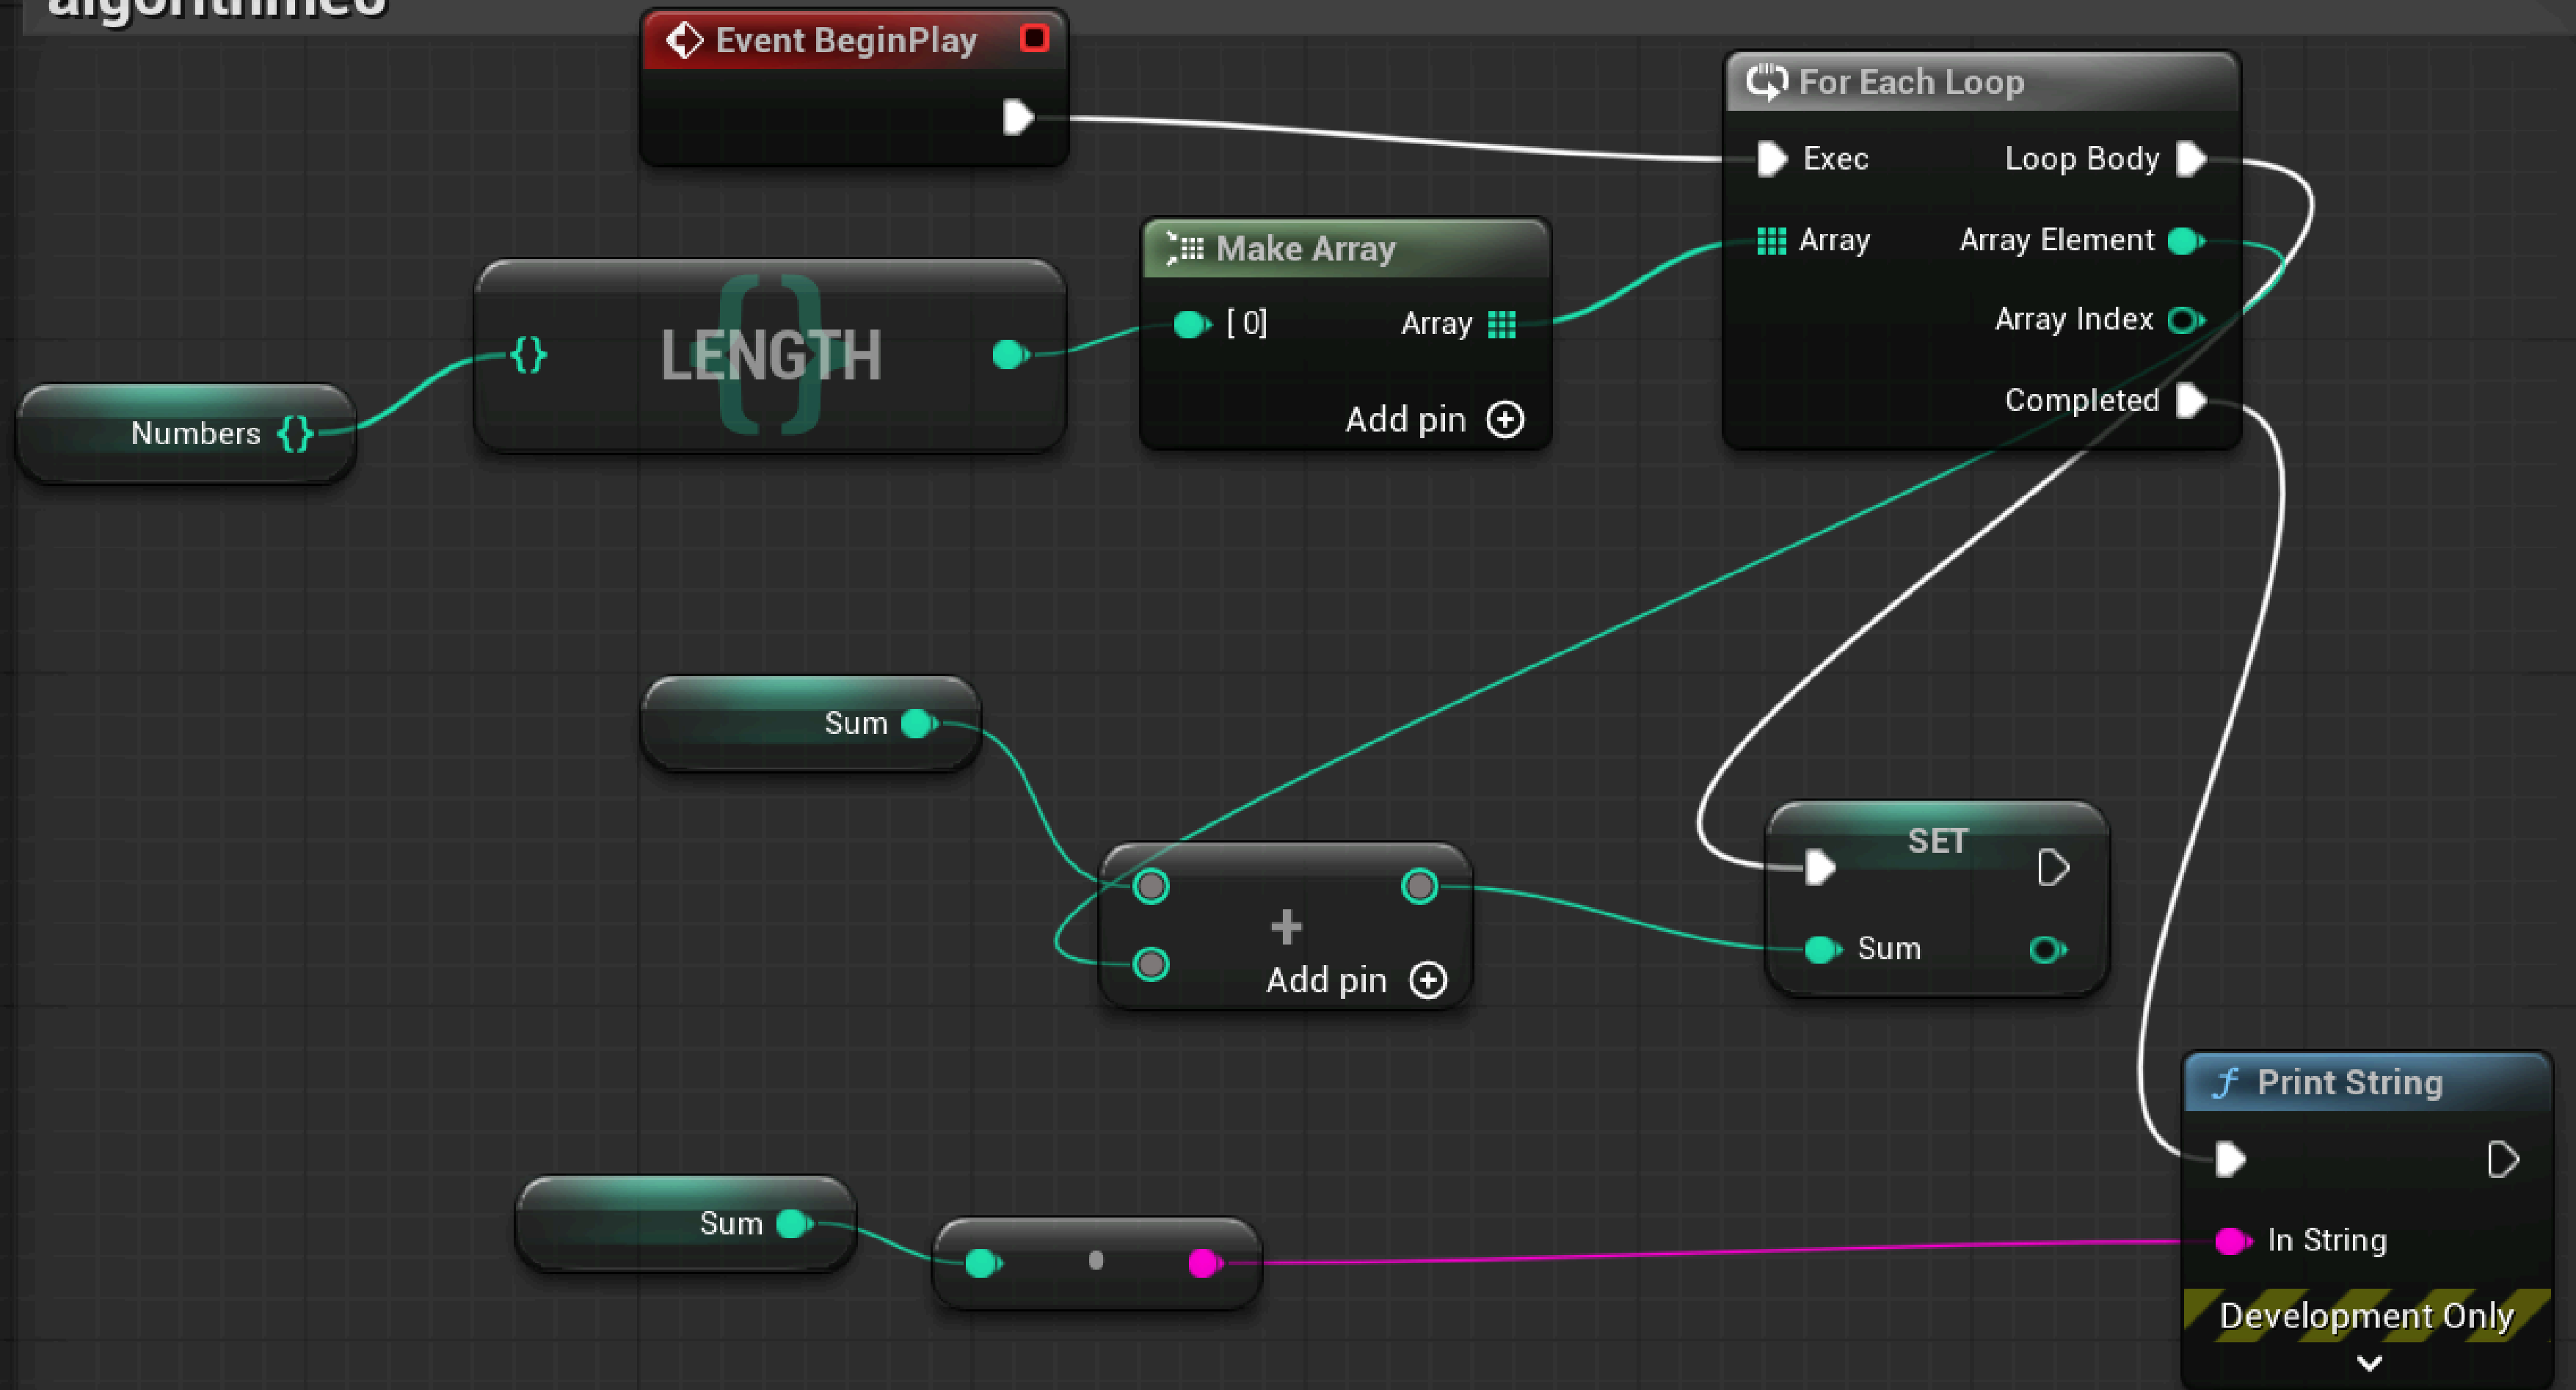 Event BeginPlay
For Each Loop
Exec
Loop Body
Array
Array Element
Array Index
Completed
Make Array
[ 0]
Array
Add pin
LENGTH
Numbers
Sum
+
Add pin
SET
Sum
Print String
In String
Development Only
Sum